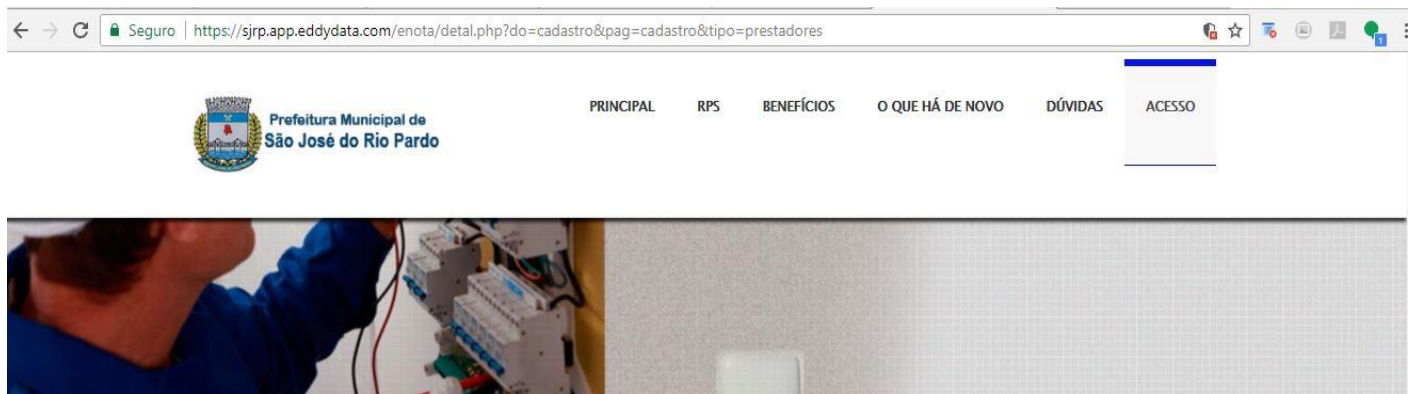 Seguro | https://sjrp.app.eddydata.com/enota/detal.php?do=cadastro&pag=cadastro&tipo=prestadores
Prefeitura Municipal de
São José do Rio Pardo
PRINCIPAL RPS BENEFÍCIOS O QUE HÁ DE NOVO DÚVIDAS ACESSO
1